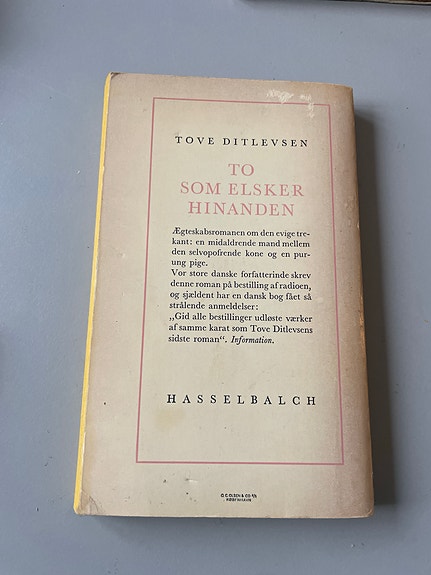 TOVE DITLEVSEN
TO
SOM ELSKER
HINANDEN
Ægteskabsromanen om den evige tre-
kant: en midaldrende mand mellem
den selvopofrende kone og en pur-
ung pige.
Vor store danske forfatterinde skrev
denne roman på bestilling af radioen,
og sjældent har en dansk bog fået så
strålende anmeldelser:
„Gid alle bestillinger udløste værker
af samme karat som Tove Ditlevsens
sidste roman“. Information.
HASSELBALCH
O. C. OLSEN & CO. A/S
KØBENHAVN